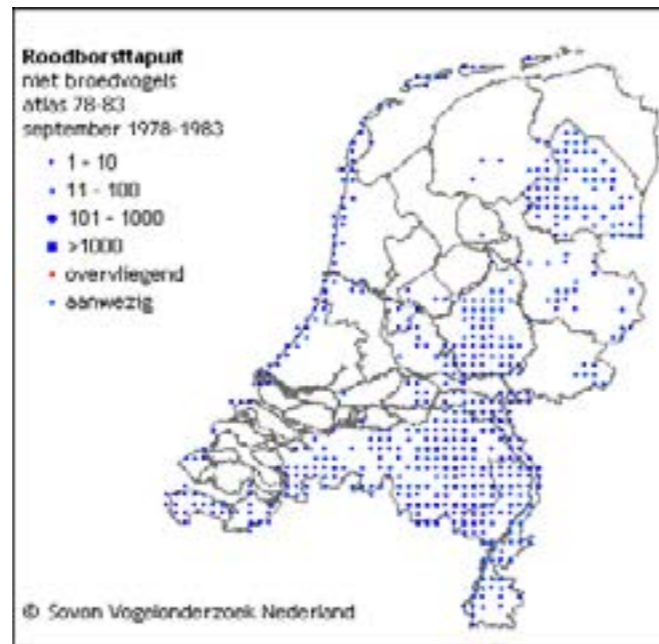 Roodborsttapuit
niet broedvogels
atlas 78-83
september 1978-1983
1 - 10
11 - 100
101 - 1000
>1000
overvliegend
aanwezig
© Sovon Vogelonderzoek Nederland